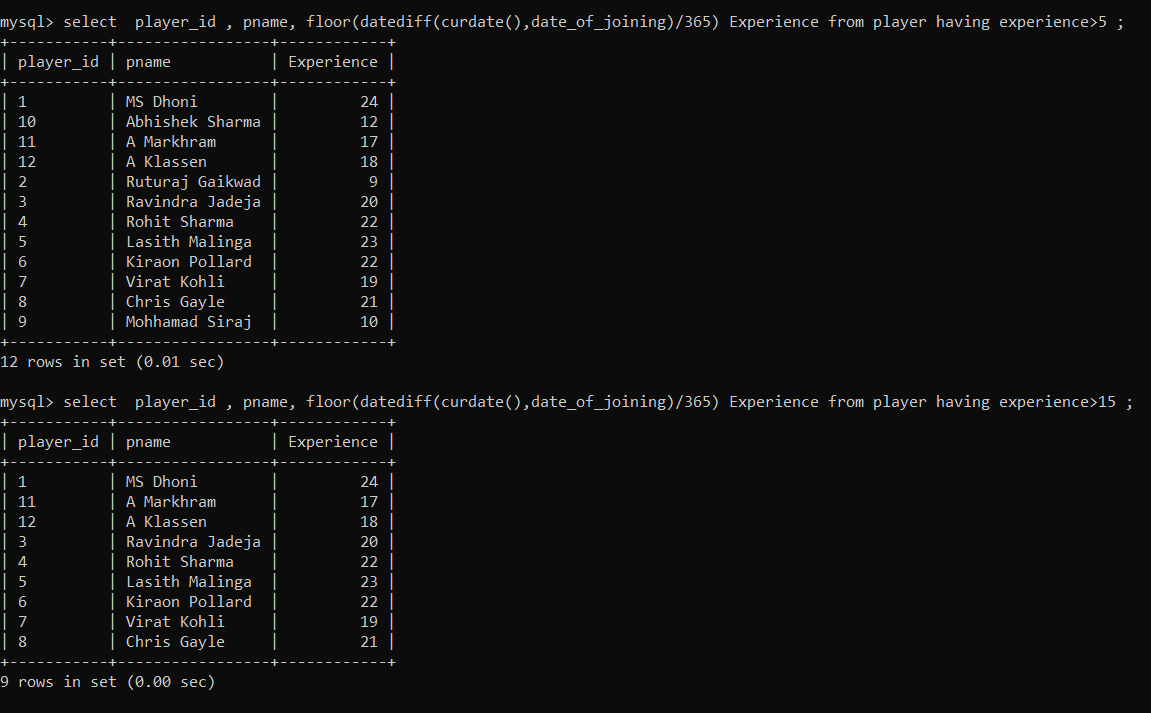 mysql> select  player_id , pname, floor(datediff(curdate(),date_of_joining)/365) Experience from player having experience>5 ;
+-----------+-----------------+------------+
| player_id | pname           | Experience |
+-----------+-----------------+------------+
| 1         | MS Dhoni        |         24 |
| 10        | Abhishek Sharma |         12 |
| 11        | A Markhram      |         17 |
| 12        | A Klassen       |         18 |
| 2         | Ruturaj Gaikwad |          9 |
| 3         | Ravindra Jadeja |         20 |
| 4         | Rohit Sharma    |         22 |
| 5         | Lasith Malinga  |         23 |
| 6         | Kiraon Pollard  |         22 |
| 7         | Virat Kohli     |         19 |
| 8         | Chris Gayle     |         21 |
| 9         | Mohhamad Siraj  |         10 |
+-----------+-----------------+------------+
12 rows in set (0.01 sec)

mysql> select  player_id , pname, floor(datediff(curdate(),date_of_joining)/365) Experience from player having experience>15 ;
+-----------+-----------------+------------+
| player_id | pname           | Experience |
+-----------+-----------------+------------+
| 1         | MS Dhoni        |         24 |
| 11        | A Markhram      |         17 |
| 12        | A Klassen       |         18 |
| 3         | Ravindra Jadeja |         20 |
| 4         | Rohit Sharma    |         22 |
| 5         | Lasith Malinga  |         23 |
| 6         | Kiraon Pollard  |         22 |
| 7         | Virat Kohli     |         19 |
| 8         | Chris Gayle     |         21 |
+-----------+-----------------+------------+
9 rows in set (0.00 sec)